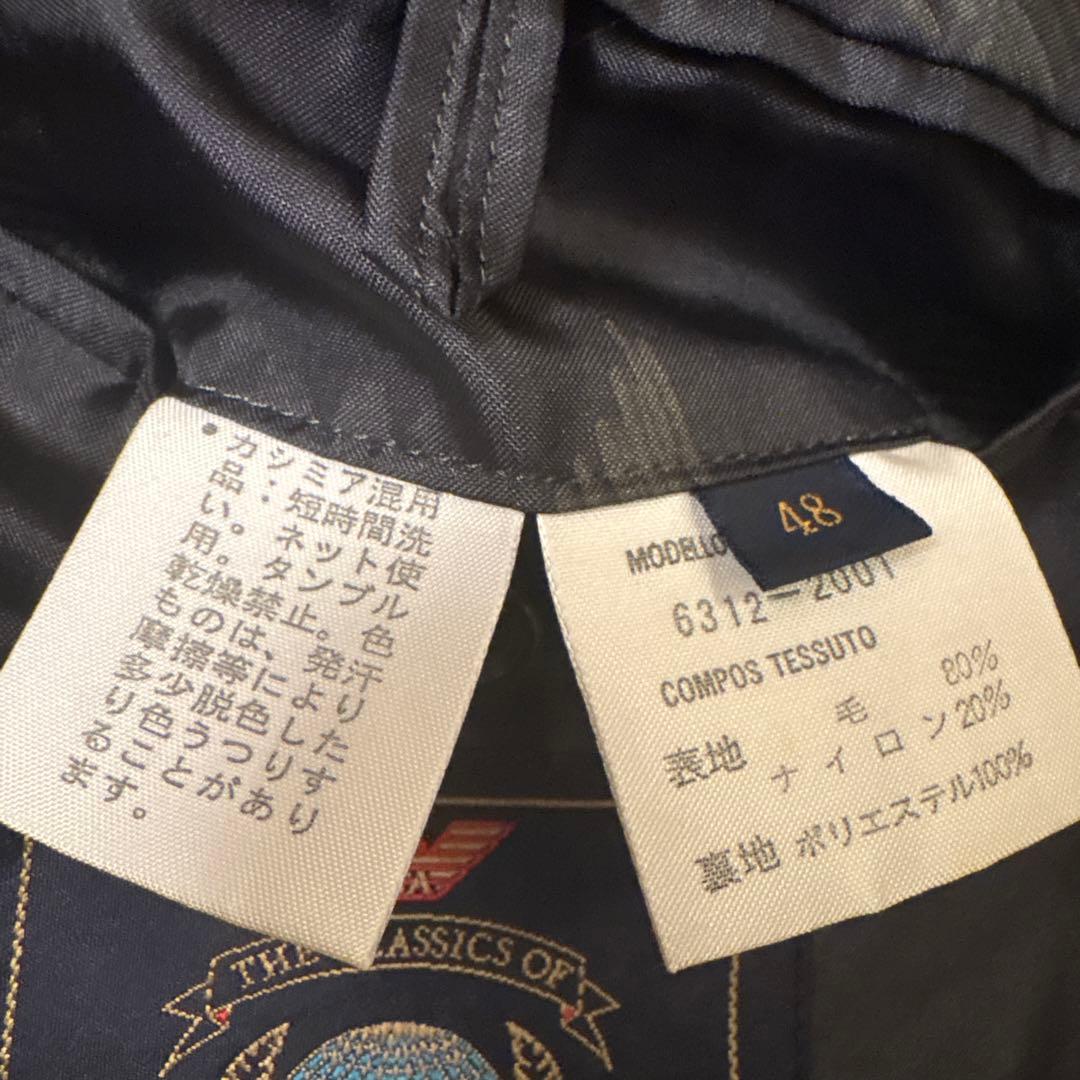 ・カシミア混用
品：短時間洗
い。ネット使
用。タンブル
乾燥禁止。色
ものは、発汗
摩擦等により
多少脱色した
り色うつりす
ることがあり
ます。
48
MODELLO
6312-2001
COMPOS TESSUTO
表地 毛 80%
ナイロン 20%
裏地 ポリエステル100%
THE CLASSICS OF